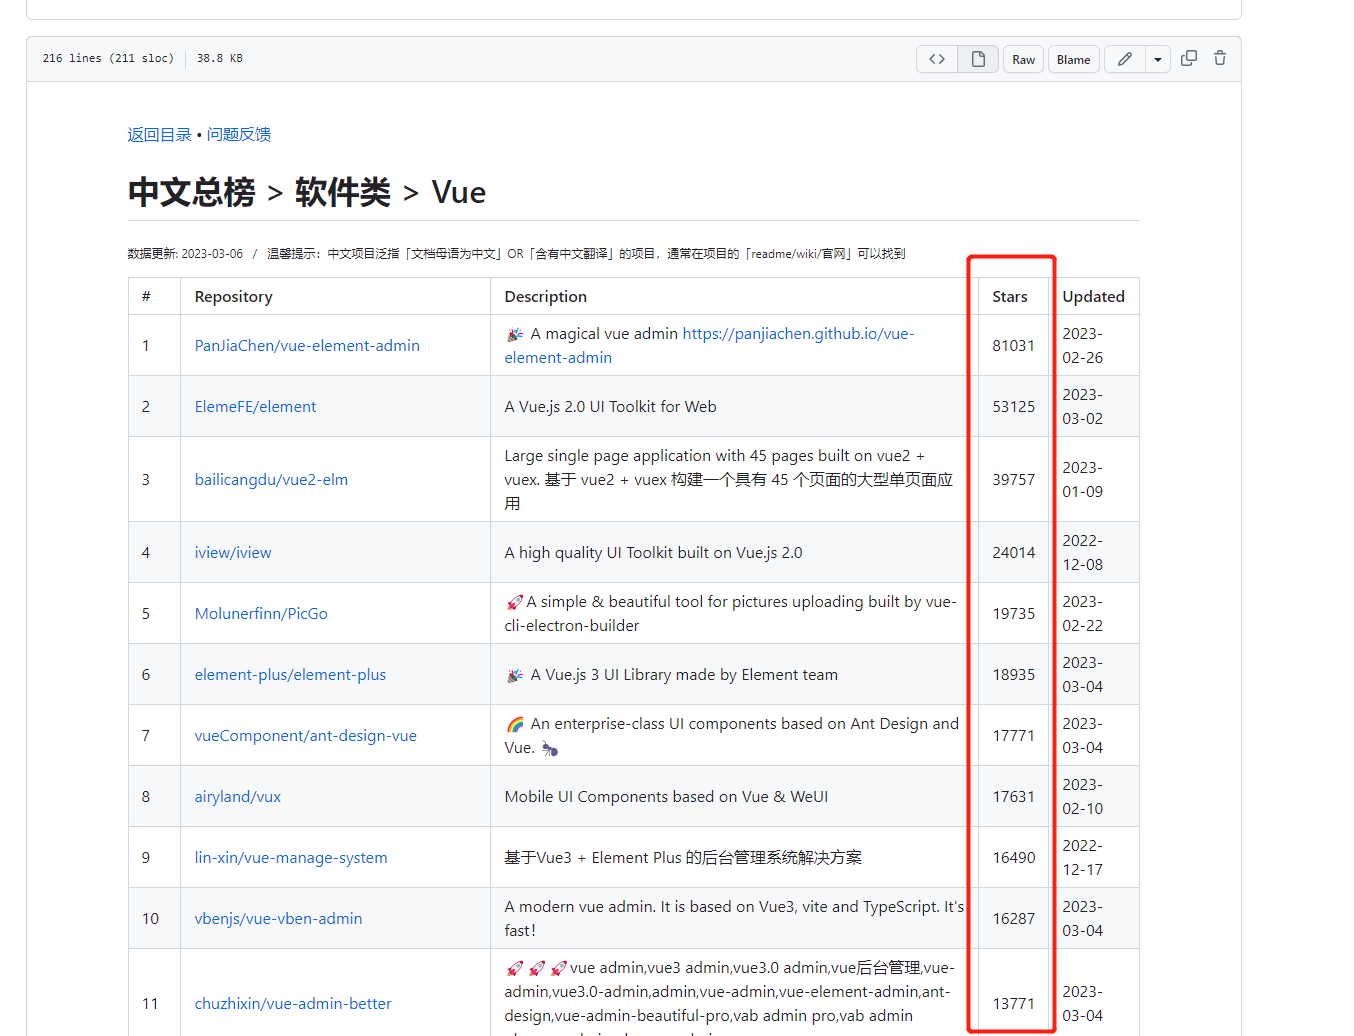 216 lines (211 sloc) 38.8 KB Raw Blame
返回目录 • 问题反馈
中文总榜 > 软件类 > Vue
数据更新: 2023-03-06 / 温馨提示：中文项目泛指「文档母语为中文」OR「含有中文翻译」的项目，通常在项目的「readme/wiki/官网」可以找到
# Repository Description Stars Updated
1 PanJiaChen/vue-element-admin 🎉 A magical vue admin https://panjiachen.github.io/vue-
element-admin 81031 2023-
02-26
2 ElemeFE/element A Vue.js 2.0 UI Toolkit for Web 53125 2023-
03-02
3 bailicangdu/vue2-elm Large single page application with 45 pages built on vue2 +
vuex. 基于 vue2 + vuex 构建一个具有 45 个页面的大型单页面应
用 39757 2023-
01-09
4 iview/iview A high quality UI Toolkit built on Vue.js 2.0 24014 2022-
12-08
5 Molunerfinn/PicGo 🚀A simple & beautiful tool for pictures uploading built by vue-
cli-electron-builder 19735 2023-
02-22
6 element-plus/element-plus 🎉 A Vue.js 3 UI Library made by Element team 18935 2023-
03-04
7 vueComponent/ant-design-vue 🌈 An enterprise-class UI components based on Ant Design and
Vue. 🐜 17771 2023-
03-04
8 airyland/vux Mobile UI Components based on Vue & WeUI 17631 2023-
02-10
9 lin-xin/vue-manage-system 基于Vue3 + Element Plus 的后台管理系统解决方案 16490 2022-
12-17
10 vbenjs/vue-vben-admin A modern vue admin. It is based on Vue3, vite and TypeScript. It's
fast! 16287 2023-
03-04
11 chuzhixin/vue-admin-better 🚀🚀🚀vue admin,vue3 admin,vue3.0 admin,vue后台管理,vue-
admin,vue3.0-admin,admin,vue-admin,vue-element-admin,ant-
design,vue-admin-beautiful-pro,vab admin pro,vab admin 13771 2023-
03-04